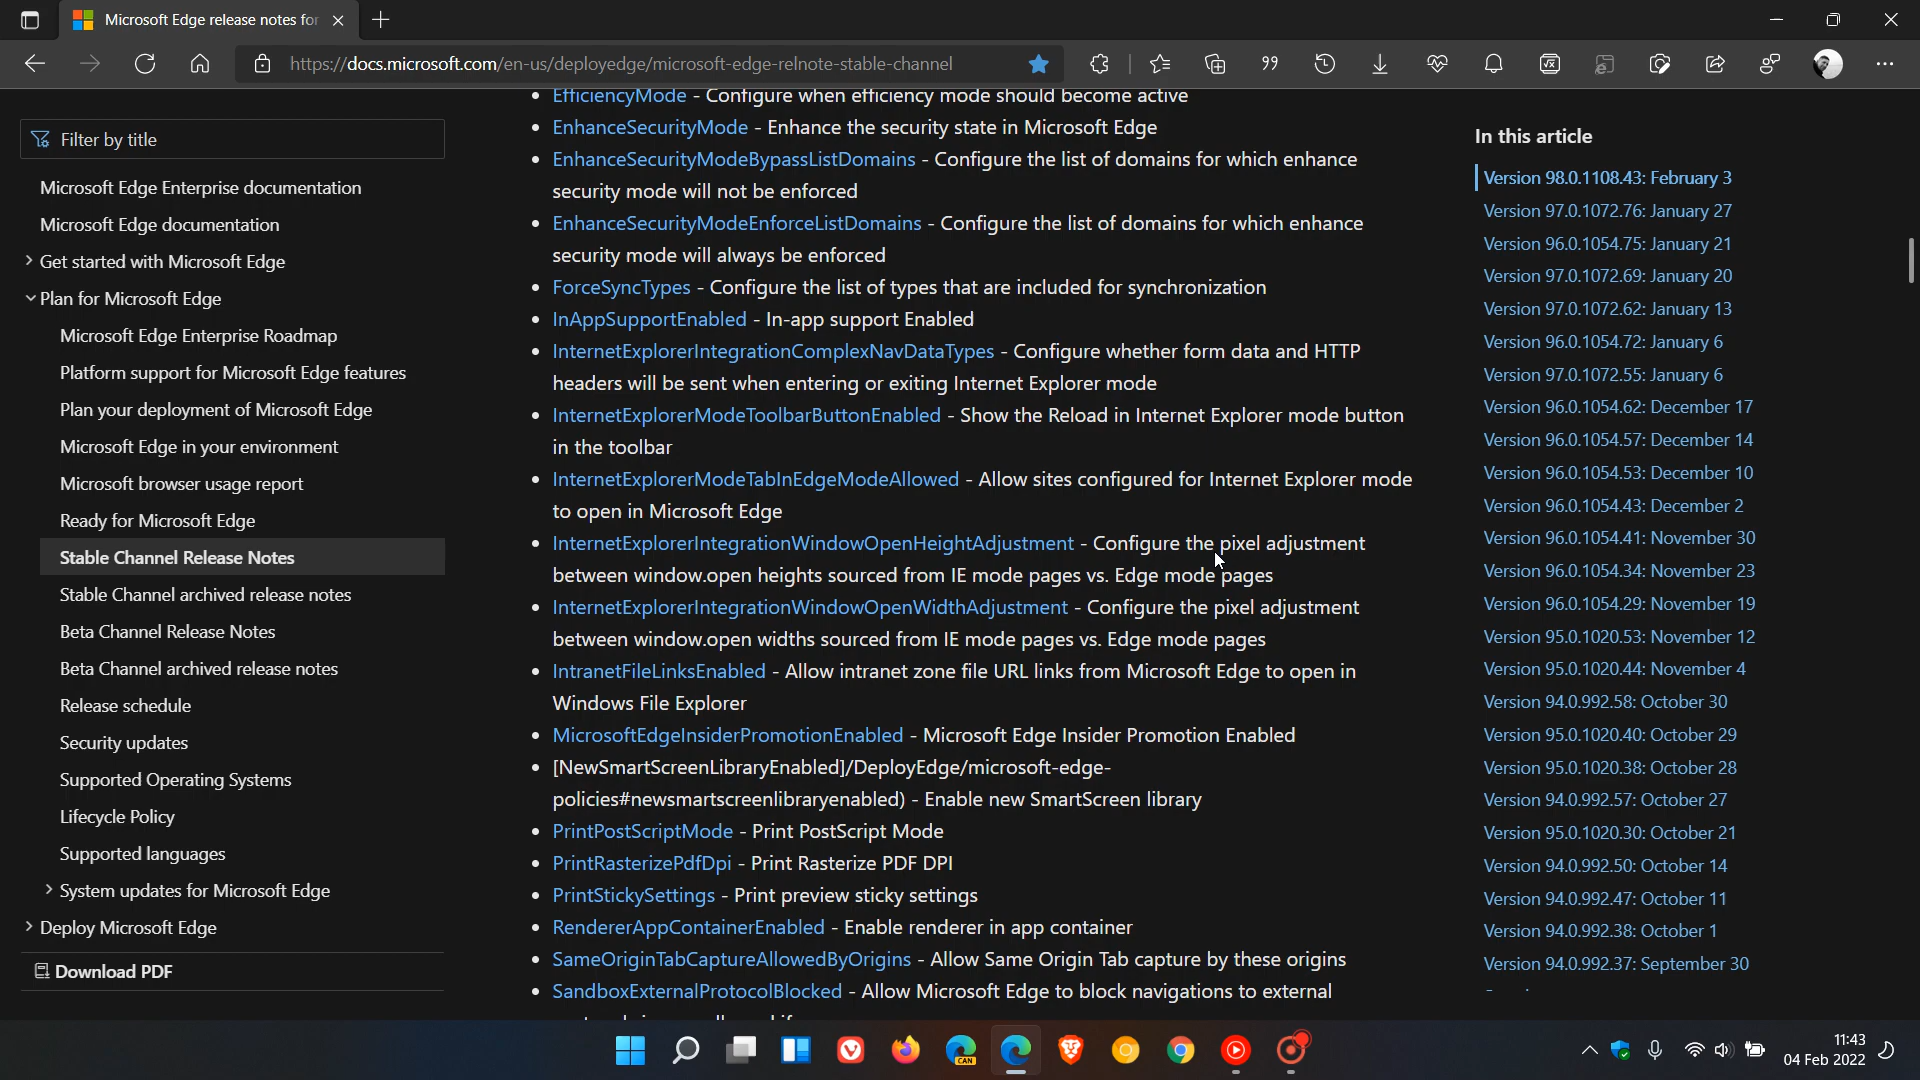 Microsoft Edge release notes for
https://docs.microsoft.com/en-us/deployedge/microsoft-edge-relnote-stable-channel
Filter by title
Microsoft Edge Enterprise documentation
Microsoft Edge documentation
Get started with Microsoft Edge
Plan for Microsoft Edge
Microsoft Edge Enterprise Roadmap
Platform support for Microsoft Edge features
Plan your deployment of Microsoft Edge
Microsoft Edge in your environment
Microsoft browser usage report
Ready for Microsoft Edge
Stable Channel Release Notes
Stable Channel archived release notes
Beta Channel Release Notes
Beta Channel archived release notes
Release schedule
Security updates
Supported Operating Systems
Lifecycle Policy
Supported languages
System updates for Microsoft Edge
Deploy Microsoft Edge
Download PDF
• EfficiencyMode - Configure when efficiency mode should become active
• EnhanceSecurityMode - Enhance the security state in Microsoft Edge
• EnhanceSecurityModeBypassListDomains - Configure the list of domains for which enhance
security mode will not be enforced
• EnhanceSecurityModeEnforceListDomains - Configure the list of domains for which enhance
security mode will always be enforced
• ForceSyncTypes - Configure the list of types that are included for synchronization
• InAppSupportEnabled - In-app support Enabled
• InternetExplorerIntegrationComplexNavDataTypes - Configure whether form data and HTTP
headers will be sent when entering or exiting Internet Explorer mode
• InternetExplorerModeToolbarButtonEnabled - Show the Reload in Internet Explorer mode button
in the toolbar
• InternetExplorerModeTabInEdgeModeAllowed - Allow sites configured for Internet Explorer mode
to open in Microsoft Edge
• InternetExplorerIntegrationWindowOpenHeightAdjustment - Configure the pixel adjustment
between window.open heights sourced from IE mode pages vs. Edge mode pages
• InternetExplorerIntegrationWindowOpenWidthAdjustment - Configure the pixel adjustment
between window.open widths sourced from IE mode pages vs. Edge mode pages
• IntranetFileLinksEnabled - Allow intranet zone file URL links from Microsoft Edge to open in
Windows File Explorer
• MicrosoftEdgeInsiderPromotionEnabled - Microsoft Edge Insider Promotion Enabled
• [NewSmartScreenLibraryEnabled]/DeployEdge/microsoft-edge-
policies#newsmartscreenlibraryenabled) - Enable new SmartScreen library
• PrintPostScriptMode - Print PostScript Mode
• PrintRasterizePdfDpi - Print Rasterize PDF DPI
• PrintStickySettings - Print preview sticky settings
• RendererAppContainerEnabled - Enable renderer in app container
• SameOriginTabCaptureAllowedByOrigins - Allow Same Origin Tab capture by these origins
• SandboxExternalProtocolBlocked - Allow Microsoft Edge to block navigations to external
In this article
Version 98.0.1108.43: February 3
Version 97.0.1072.76: January 27
Version 96.0.1054.75: January 21
Version 97.0.1072.69: January 20
Version 97.0.1072.62: January 13
Version 96.0.1054.72: January 6
Version 97.0.1072.55: January 6
Version 96.0.1054.62: December 17
Version 96.0.1054.57: December 14
Version 96.0.1054.53: December 10
Version 96.0.1054.43: December 2
Version 96.0.1054.41: November 30
Version 96.0.1054.34: November 23
Version 96.0.1054.29: November 19
Version 95.0.1020.53: November 12
Version 95.0.1020.44: November 4
Version 94.0.992.58: October 30
Version 95.0.1020.40: October 29
Version 95.0.1020.38: October 28
Version 94.0.992.57: October 27
Version 95.0.1020.30: October 21
Version 94.0.992.50: October 14
Version 94.0.992.47: October 11
Version 94.0.992.38: October 1
Version 94.0.992.37: September 30
CAN
11:43
04 Feb 2022